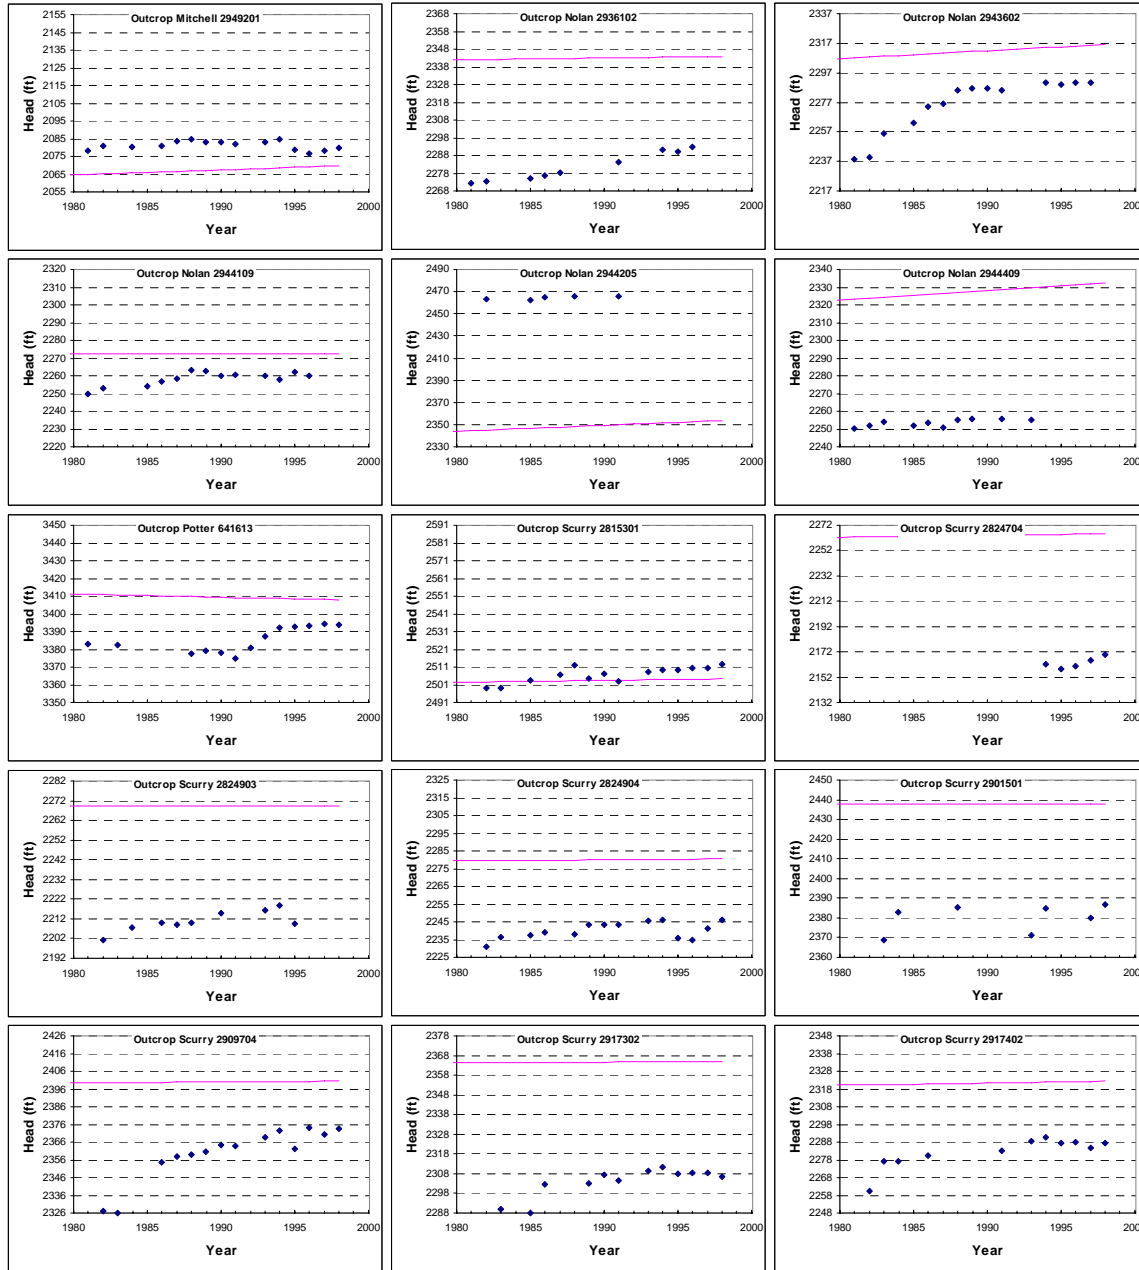 Outcrop Mitchell 2949201
Head (ft)
2155
2145
2135
2125
2115
2105
2095
2085
2075
2065
2055
1980 1985 1990 1995 2000
Year
Outcrop Nolan 2936102
Head (ft)
2368
2358
2348
2338
2328
2318
2308
2298
2288
2278
2268
1980 1985 1990 1995 2000
Year
Outcrop Nolan 2943602
Head (ft)
2337
2317
2297
2277
2257
2237
2217
1980 1985 1990 1995 2000
Year
Outcrop Nolan 2944109
Head (ft)
2320
2310
2300
2290
2280
2270
2260
2250
2240
2230
2220
1980 1985 1990 1995 2000
Year
Outcrop Nolan 2944205
Head (ft)
2490
2470
2450
2430
2410
2390
2370
2350
2330
1980 1985 1990 1995 2000
Year
Outcrop Nolan 2944409
Head (ft)
2340
2330
2320
2310
2300
2290
2280
2270
2260
2250
2240
1980 1985 1990 1995 2000
Year
Outcrop Potter 641613
Head (ft)
3450
3440
3430
3420
3410
3400
3390
3380
3370
3360
3350
1980 1985 1990 1995 2000
Year
Outcrop Scurry 2815301
Head (ft)
2591
2581
2571
2561
2551
2541
2531
2521
2511
2501
2491
1980 1985 1990 1995 2000
Year
Outcrop Scurry 2824704
Head (ft)
2272
2252
2232
2212
2192
2172
2152
2132
1980 1985 1990 1995 2000
Year
Outcrop Scurry 2824903
Head (ft)
2282
2272
2262
2252
2242
2232
2222
2212
2202
2192
1980 1985 1990 1995 2000
Year
Outcrop Scurry 2824904
Head (ft)
2325
2315
2305
2295
2285
2275
2265
2255
2245
2235
2225
1980 1985 1990 1995 2000
Year
Outcrop Scurry 2901501
Head (ft)
2450
2440
2430
2420
2410
2400
2390
2380
2370
2360
1980 1985 1990 1995 2000
Year
Outcrop Scurry 2909704
Head (ft)
2426
2416
2406
2396
2386
2376
2366
2356
2346
2336
2326
1980 1985 1990 1995 2000
Year
Outcrop Scurry 2917302
Head (ft)
2378
2368
2358
2348
2338
2328
2318
2308
2298
2288
1980 1985 1990 1995 2000
Year
Outcrop Scurry 2917402
Head (ft)
2348
2338
2328
2318
2308
2298
2288
2278
2268
2258
2248
1980 1985 1990 1995 2000
Year